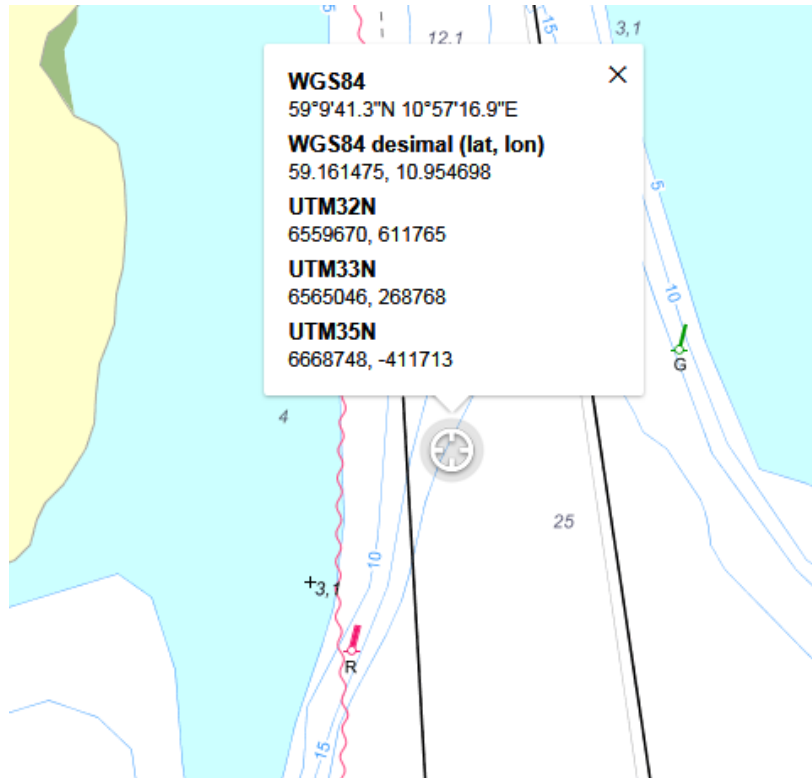 5
12,1
15
3,1
WGS84
59°9'41.3"N 10°57'16.9"E
WGS84 desimal (lat, lon)
59.161475, 10.954698
UTM32N
6559670, 611765
UTM33N
6565046, 268768
UTM35N
6668748, -411713
5
10
G
4
25
10
3,1
R
15